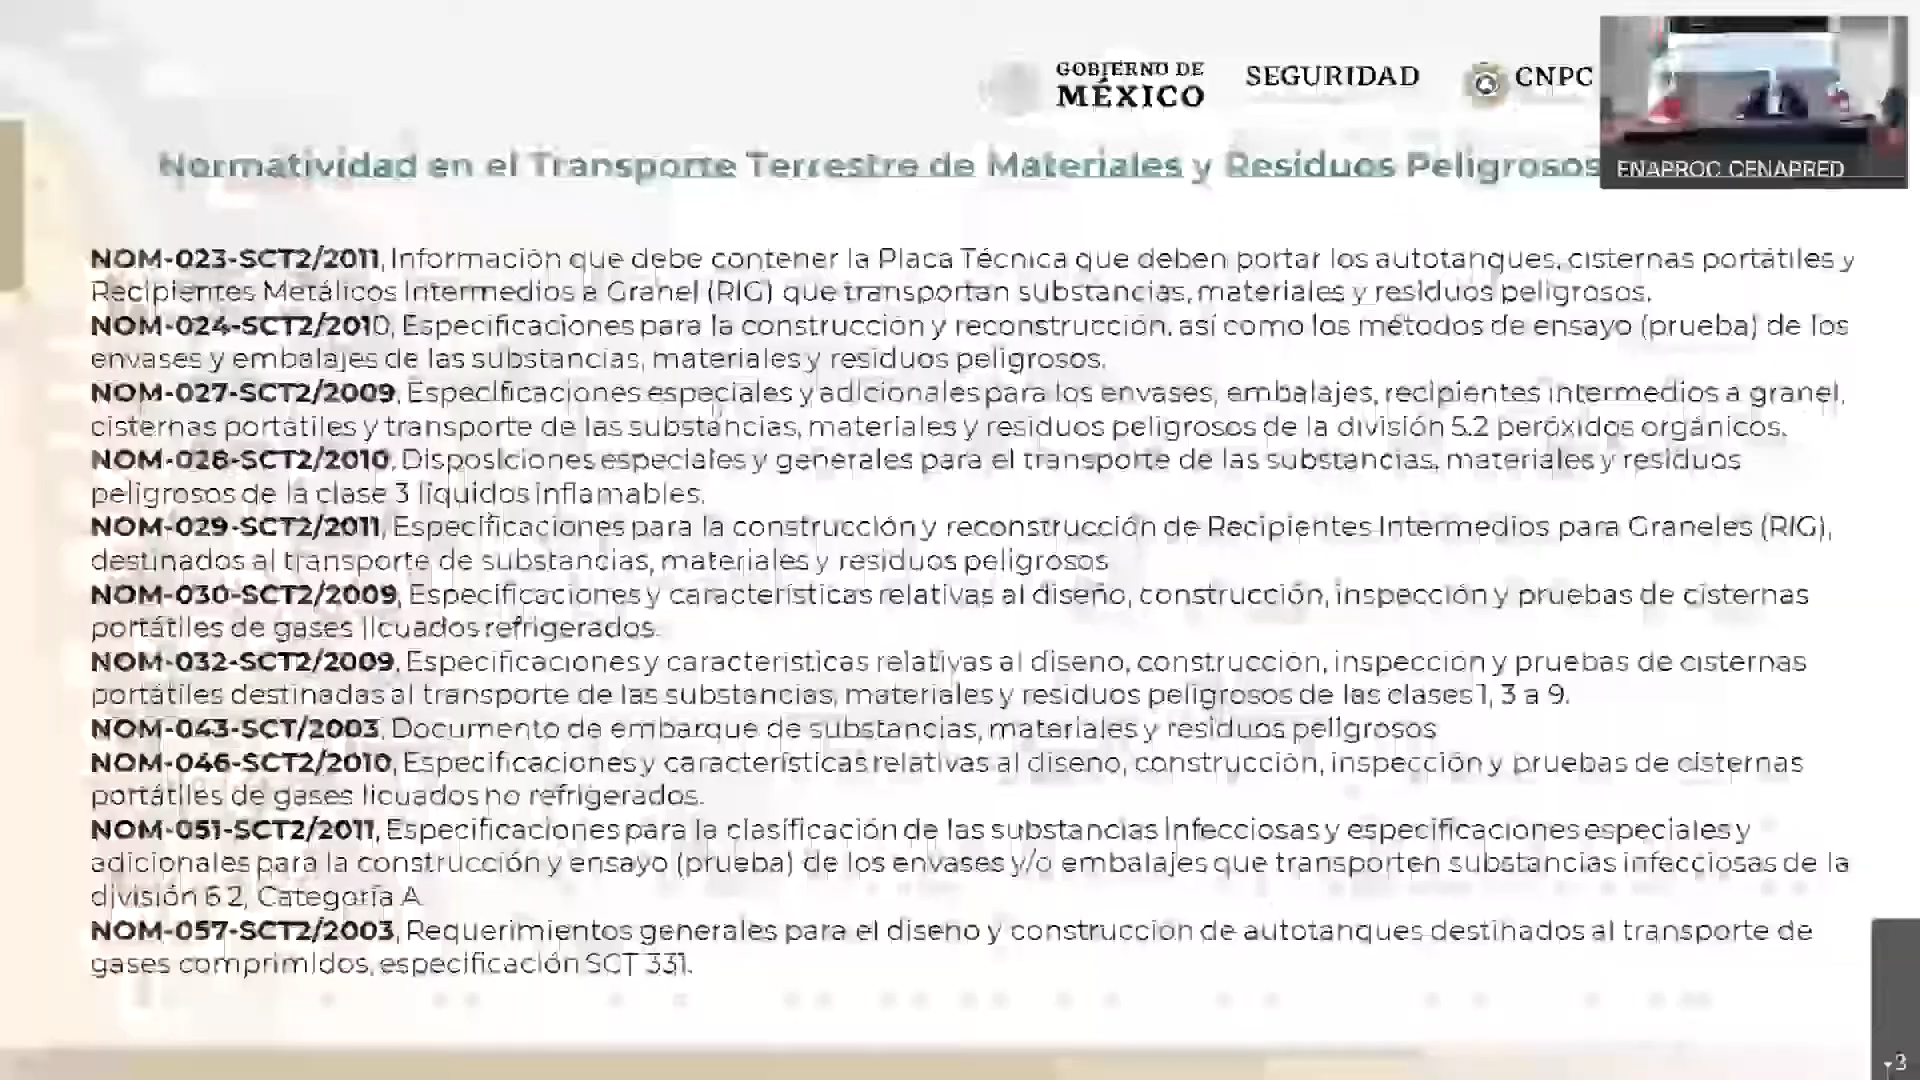 GOBIERNO DE
MÉXICO
SEGURIDAD
CNPC
ENAPROC CENAPRED
Normatividad en el Transporte Terrestre de Materiales y Residuos Peligrosos
NOM-023-SCT2/2011, Información que debe contener la Placa Técnica que deben portar los autotanques, cisternas portátiles y
Recipientes Metálicos Intermedios a Granel (RIG) que transportan substancias, materiales y residuos peligrosos.
NOM-024-SCT2/2010, Especificaciones para la construcción y reconstrucción, así como los métodos de ensayo (prueba) de los
envases y embalajes de las substancias, materiales y residuos peligrosos.
NOM-027-SCT2/2009, Especificaciones especiales y adicionales para los envases, embalajes, recipientes intermedios a granel,
cisternas portátiles y transporte de las substancias, materiales y residuos peligrosos de la división 5.2 peróxidos orgánicos.
NOM-028-SCT2/2010, Disposiciones especiales y generales para el transporte de las substancias, materiales y residuos
peligrosos de la clase 3 líquidos inflamables.
NOM-029-SCT2/2011, Especificaciones para la construcción y reconstrucción de Recipientes Intermedios para Graneles (RIG),
destinados al transporte de substancias, materiales y residuos peligrosos
NOM-030-SCT2/2009, Especificaciones y características relativas al diseño, construcción, inspección y pruebas de cisternas
portátiles de gases licuados refrigerados.
NOM-032-SCT2/2009, Especificaciones y características relativas al diseño, construcción, inspección y pruebas de cisternas
portátiles destinadas al transporte de las substancias, materiales y residuos peligrosos de las clases 1, 3 a 9.
NOM-043-SCT/2003, Documento de embarque de substancias, materiales y residuos peligrosos
NOM-046-SCT2/2010, Especificaciones y características relativas al diseño, construcción, inspección y pruebas de cisternas
portátiles de gases licuados no refrigerados.
NOM-051-SCT2/2011, Especificaciones para la clasificación de las substancias infecciosas y especificaciones especiales y
adicionales para la construcción y ensayo (prueba) de los envases y/o embalajes que transporten substancias infecciosas de la
división 6.2, Categoría A.
NOM-057-SCT2/2003, Requerimientos generales para el diseño y construcción de autotanques destinados al transporte de
gases comprimidos, especificación SCT 331.
3